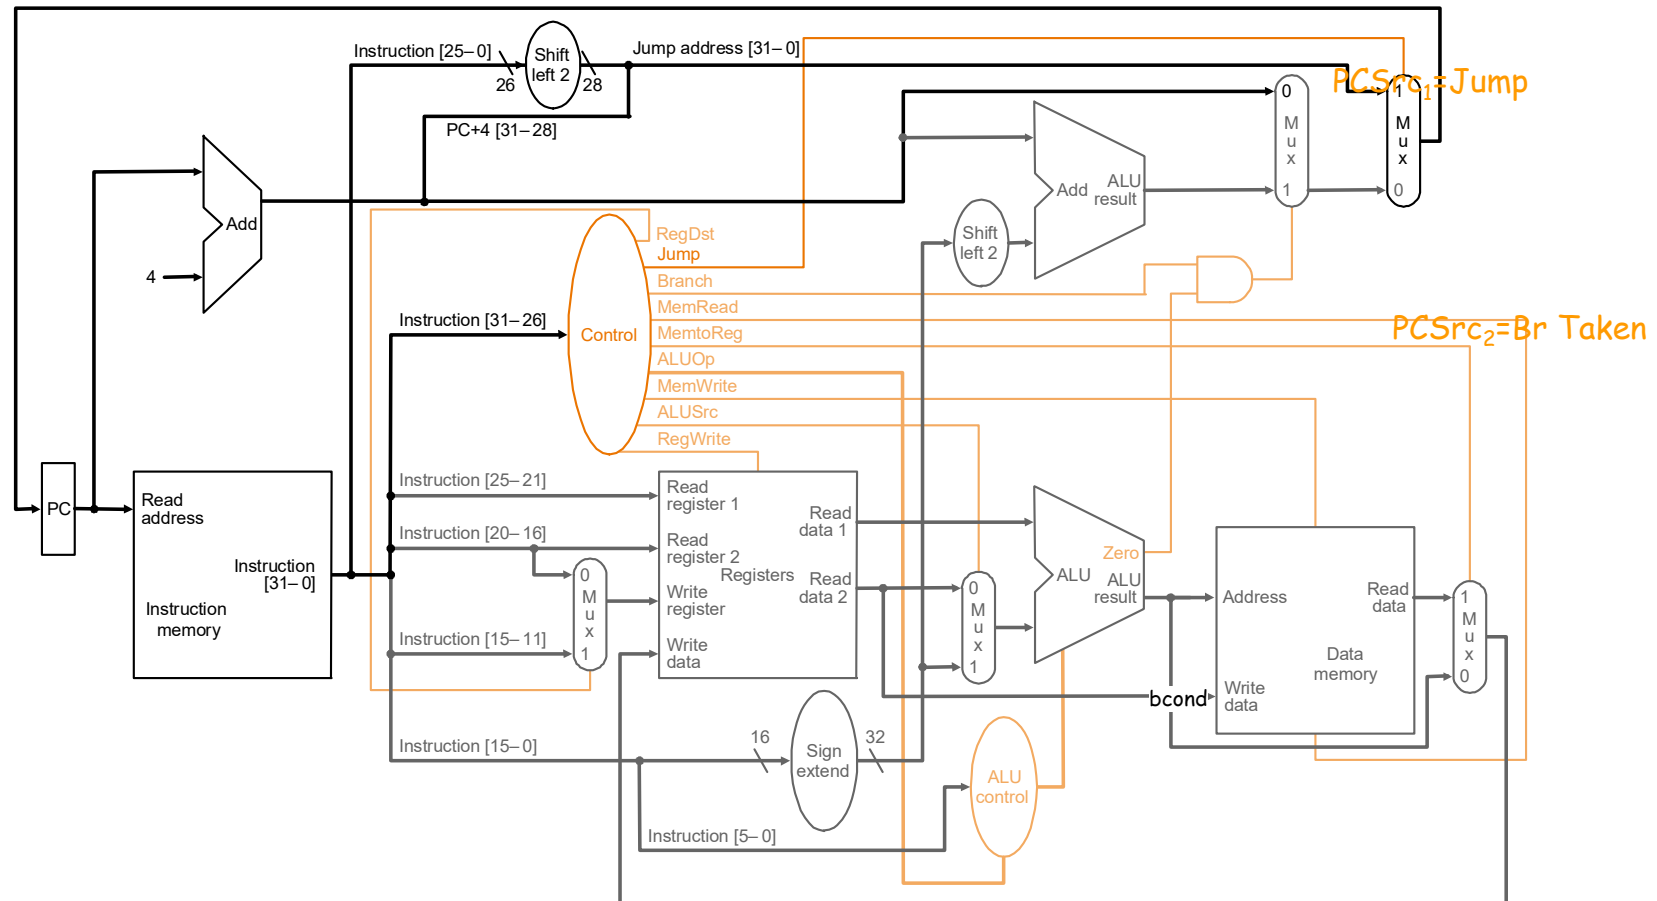 Instruction [25–0]
Shift
left 2
Jump address [31–0]
26
28
PC+4 [31–28]
PCSrc1=Jump
0
M
u
x
1
1
M
u
x
0
Add
4
Add
ALU
result
Shift
left 2
RegDst
Jump
Branch
MemRead
MemtoReg
ALUOp
MemWrite
ALUSrc
RegWrite
Instruction [31–26]
Control
PCSrc2=Br Taken
PC
Read
address
Instruction
[31–0]
Instruction
memory
Instruction [25–21]
Instruction [20–16]
Instruction [15–11]
0
M
u
x
1
Read
register 1
Read
register 2
Write
register
Write
data
Registers
Read
data 1
Read
data 2
0
M
u
x
1
Zero
ALU
ALU
result
bcond
Address
Write
data
Read
data
Data
memory
1
M
u
x
0
Instruction [15–0]
16
Sign
extend
32
ALU
control
Instruction [5–0]